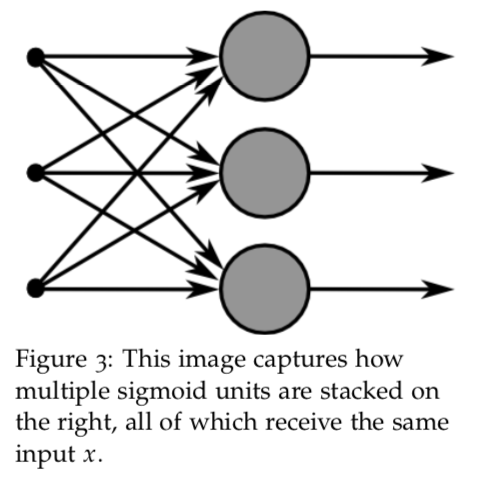 Figure 3: This image captures how
multiple sigmoid units are stacked on
the right, all of which receive the same
input x.